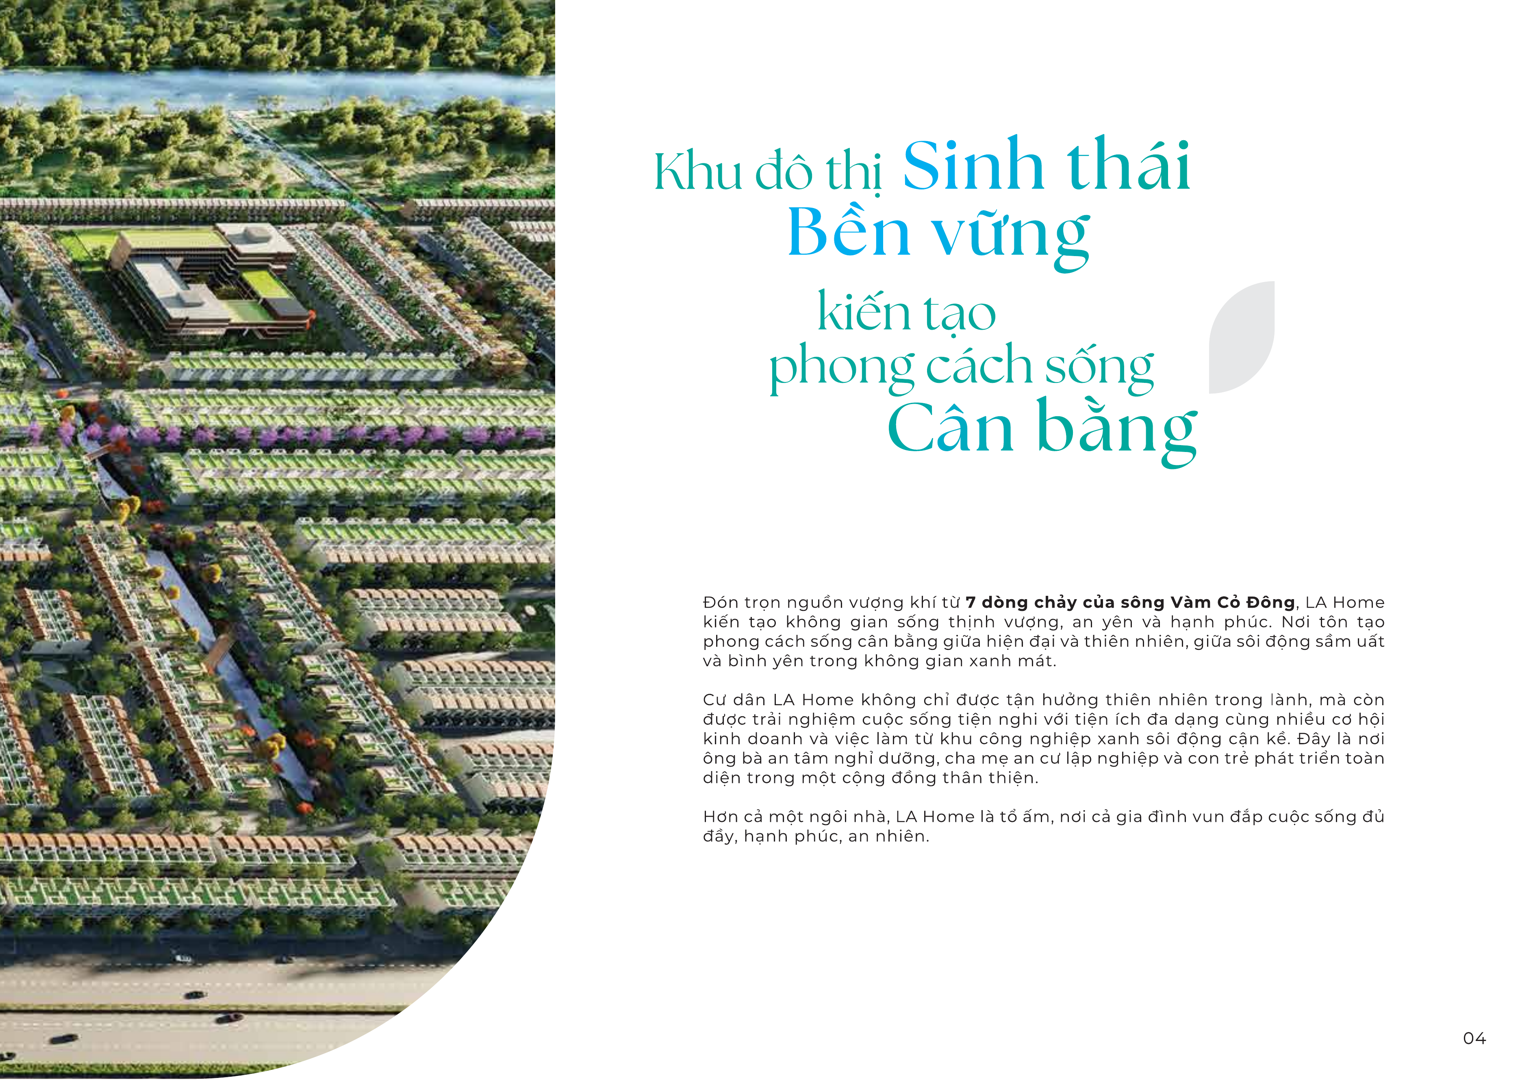 Khu đô thị Sinh thái
Bền vững
kiến tạo
phong cách sống
Cân bằng
Đón trọn nguồn vượng khí từ 7 dòng chảy của sông Vàm Cỏ Đông, LA Home
kiến tạo không gian sống thịnh vượng, an yên và hạnh phúc. Nơi tôn tạo
phong cách sống cân bằng giữa hiện đại và thiên nhiên, giữa sôi động sầm uất
và bình yên trong không gian xanh mát.
Cư dân LA Home không chỉ được tận hưởng thiên nhiên trong lành, mà còn
được trải nghiệm cuộc sống tiện nghi với tiện ích đa dạng cùng nhiều cơ hội
kinh doanh và việc làm từ khu công nghiệp xanh sôi động cận kề. Đây là nơi
ông bà an tâm nghỉ dưỡng, cha mẹ an cư lập nghiệp và con trẻ phát triển toàn
diện trong một cộng đồng thân thiện.
Hơn cả một ngôi nhà, LA Home là tổ ấm, nơi cả gia đình vun đắp cuộc sống đủ
đầy, hạnh phúc, an nhiên.
04